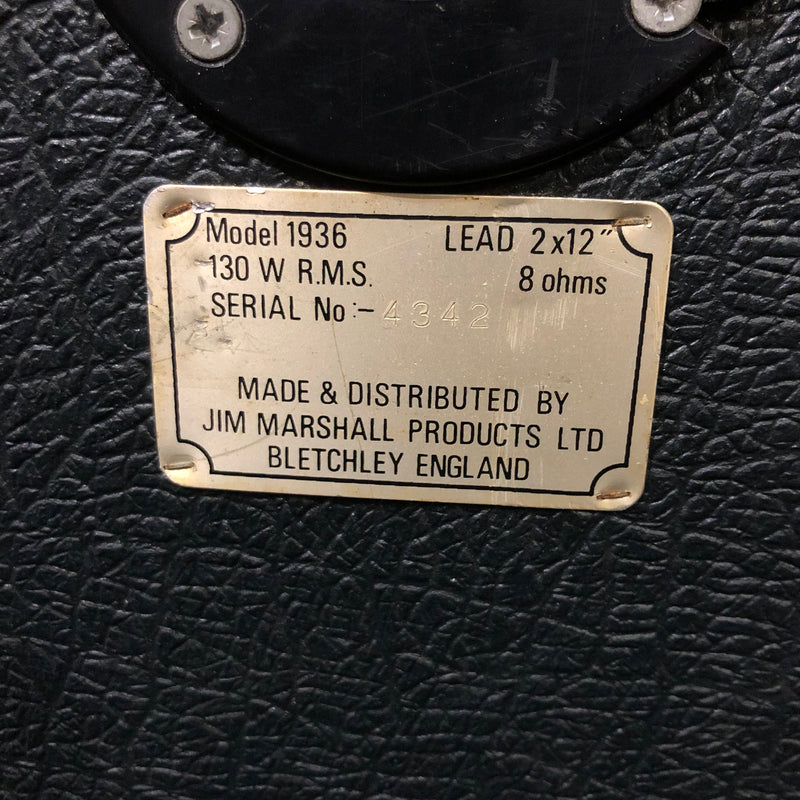 Model 1936 LEAD 2x12"
130 W R.M.S. 8 ohms
SERIAL No :- 4342
MADE & DISTRIBUTED BY
JIM MARSHALL PRODUCTS LTD
BLETCHLEY ENGLAND